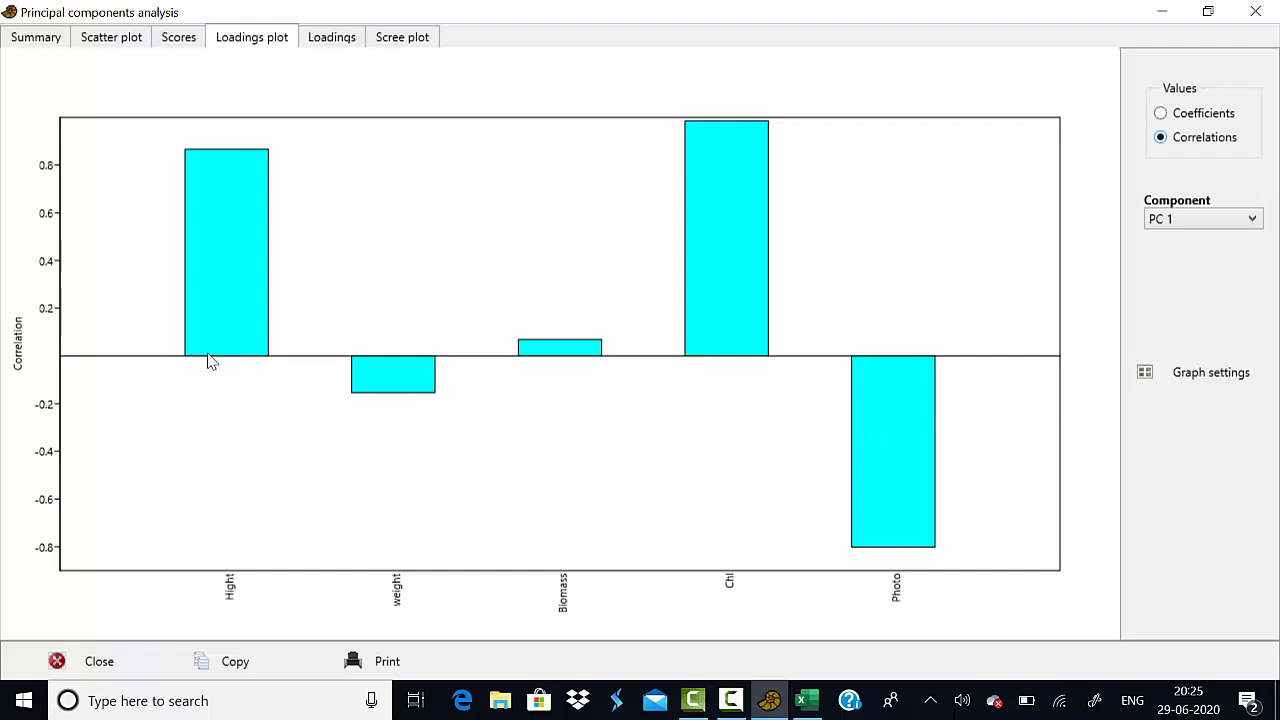 Principal components analysis
Summary Scatter plot Scores Loadings plot Loadings Scree plot
Values
Coefficients
Correlations
Component
PC 1
Graph settings
Correlation
0.8
0.6
0.4
0.2
-0.2
-0.4
-0.6
-0.8
Hight weight Biomass Chl Photo
Close Copy Print
Type here to search
ENG
20:25
29-06-2020
2